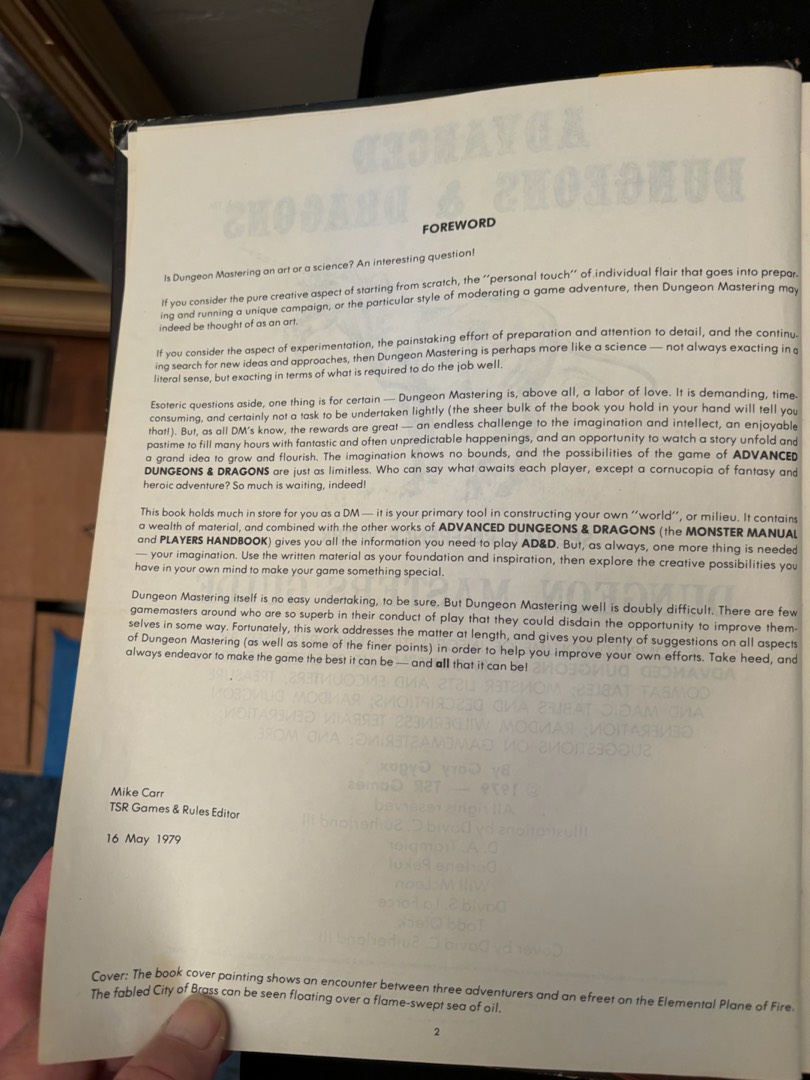 FOREWORD
Is Dungeon Mastering an art or a science? An interesting question!
If you consider the pure creative aspect of starting from scratch, the "personal touch" of individual flair that goes into prepar-
ing and running a unique campaign, or the particular style of moderating a game adventure, then Dungeon Mastering may
indeed be thought of as an art.
If you consider the aspect of experimentation, the painstaking effort of preparation and attention to detail, and the continu-
ing search for new ideas and approaches, then Dungeon Mastering is perhaps more like a science — not always exacting in a
literal sense, but exacting in terms of what is required to do the job well.
Esoteric questions aside, one thing is for certain — Dungeon Mastering is, above all, a labor of love. It is demanding, time-
consuming, and certainly not a task to be undertaken lightly (the sheer bulk of the book you hold in your hand will tell you
that!). But, as all DM's know, the rewards are great — an endless challenge to the imagination and intellect, an enjoyable
pastime to fill many hours with fantastic and often unpredictable happenings, and an opportunity to watch a story unfold and
a grand idea to grow and flourish. The imagination knows no bounds, and the possibilities of the game of ADVANCED
DUNGEONS & DRAGONS are just as limitless. Who can say what awaits each player, except a cornucopia of fantasy and
heroic adventure? So much is waiting, indeed!
This book holds much in store for you as a DM — it is your primary tool in constructing your own "world", or milieu. It contains
a wealth of material, and combined with the other works of ADVANCED DUNGEONS & DRAGONS (the MONSTER MANUAL
and PLAYERS HANDBOOK) gives you all the information you need to play AD&D. But, as always, one more thing is needed
— your imagination. Use the written material as your foundation and inspiration, then explore the creative possibilities you
have in your own mind to make your game something special.
Dungeon Mastering itself is no easy undertaking, to be sure. But Dungeon Mastering well is doubly difficult. There are few
gamemasters around who are so superb in their conduct of play that they could disdain the opportunity to improve them-
selves in some way. Fortunately, this work addresses the matter at length, and gives you plenty of suggestions on all aspects
of Dungeon Mastering (as well as some of the finer points) in order to help you improve your own efforts. Take heed, and
always endeavor to make the game the best it can be — and all that it can be!
Mike Carr
TSR Games & Rules Editor
16 May 1979
Cover: The book cover painting shows an encounter between three adventurers and an efreet on the Elemental Plane of Fire.
The fabled City of Brass can be seen floating over a flame-swept sea of oil.
2